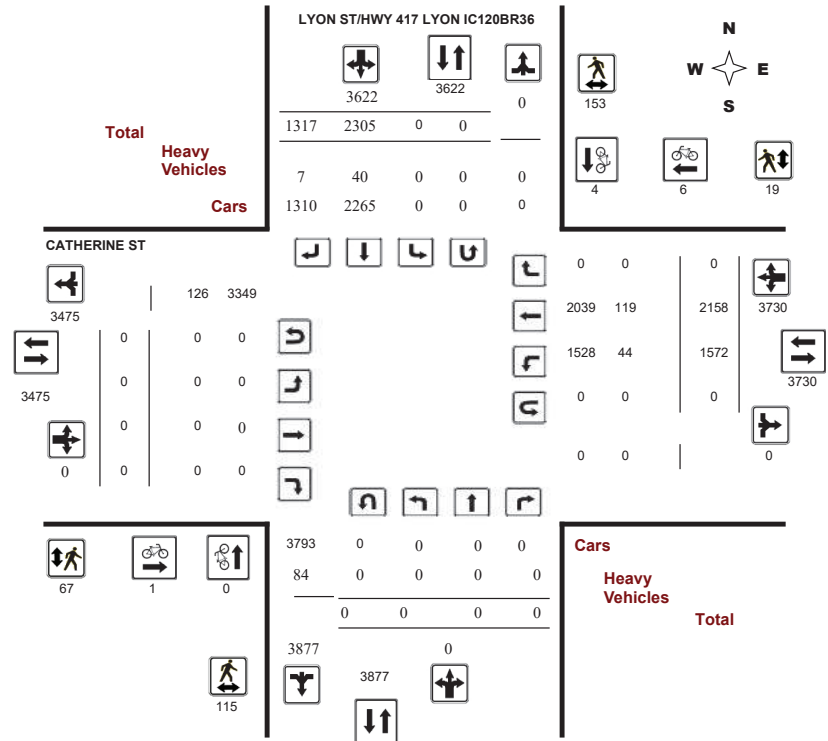 LYON ST/HWY 417 LYON IC120BR36
N
W E
S
3622 3622 0
153
Total 1317 2305 0 0
Heavy
Vehicles 7 40 0 0 0
4 6 19
Cars 1310 2265 0 0 0
CATHERINE ST
0 0 0
126 3349
3475
2039 119 2158 3730
0 0 0
1528 44 1572
3730
0 0 0
3475
0 0 0
0 0 0
0 0 0
0 0 0
0
3793 0 0 0 0 Cars
84 0 0 0 0 Heavy
Vehicles
67 1 0
0 0 0 0 Total
3877 0
3877
115